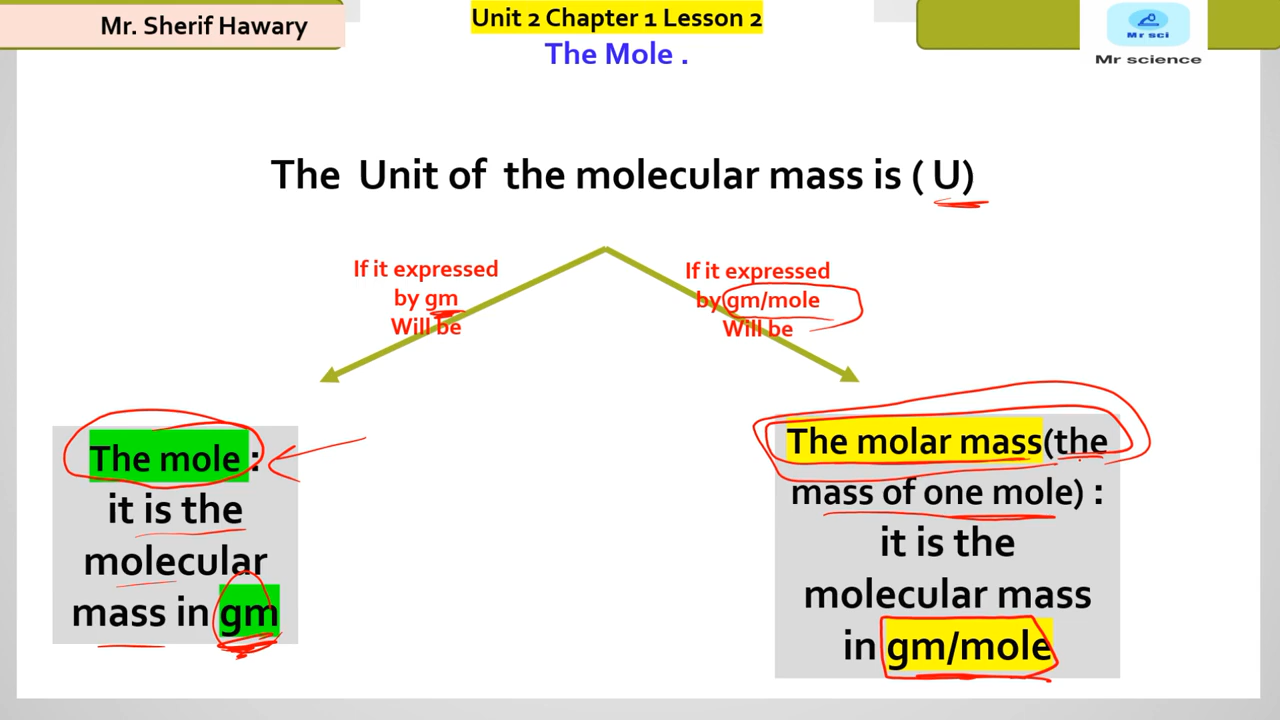 Mr. Sherif Hawary
Unit 2 Chapter 1 Lesson 2
The Mole .
Mr sci
Mr science
The Unit of the molecular mass is ( U)
If it expressed
by gm
Will be
If it expressed
by gm/mole
Will be
The mole :
it is the
molecular
mass in gm
The molar mass(the
mass of one mole) :
it is the
molecular mass
in gm/mole